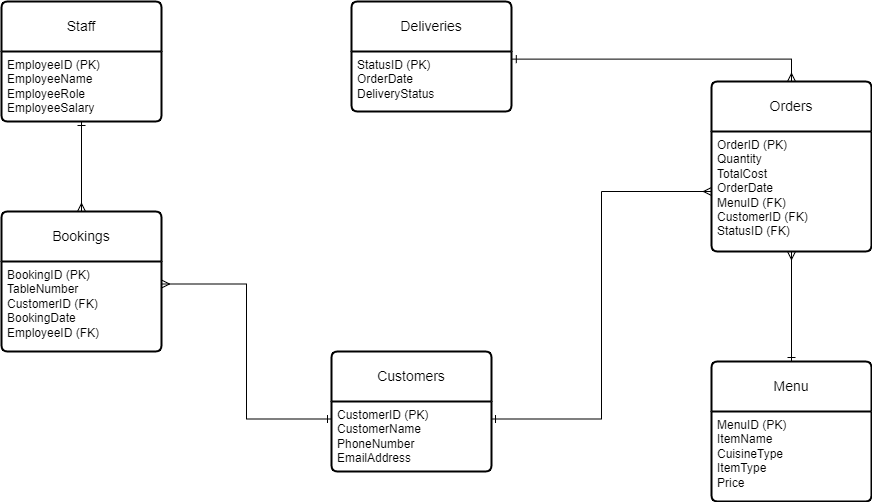 Staff
EmployeeID (PK)
EmployeeName
EmployeeRole
EmployeeSalary
Deliveries
StatusID (PK)
OrderDate
DeliveryStatus
Orders
OrderID (PK)
Quantity
TotalCost
OrderDate
MenuID (FK)
CustomerID (FK)
StatusID (FK)
Bookings
BookingID (PK)
TableNumber
CustomerID (FK)
BookingDate
EmployeeID (FK)
Customers
CustomerID (PK)
CustomerName
PhoneNumber
EmailAddress
Menu
MenuID (PK)
ItemName
CuisineType
ItemType
Price